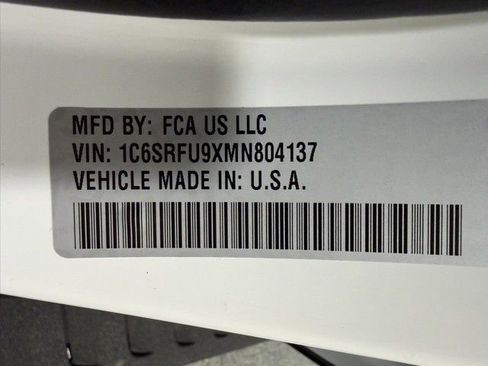 MFD BY: FCA US LLC
VIN: 1C6SRFU9XMN804137
VEHICLE MADE IN: U.S.A.